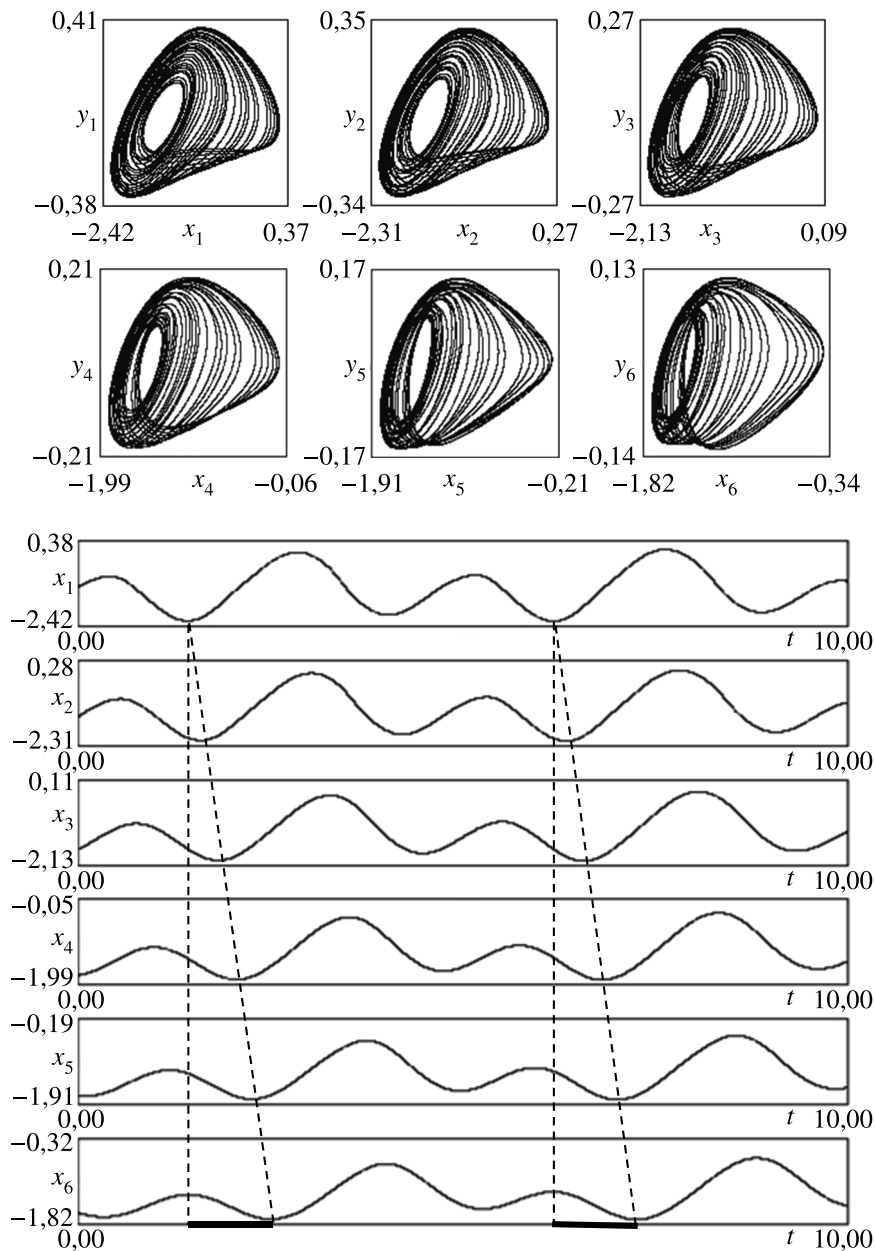 0,41 0,35 0,27
y1 y2 y3
−0,38 −0,34 −0,27
−2,42 x1 0,37 −2,31 x2 0,27 −2,13 x3 0,09
0,21 0,17 0,13
y4 y5 y6
−0,21 −0,17 −0,14
−1,99 x4 −0,06 −1,91 x5 −0,21 −1,82 x6 −0,34
0,38
x1
−2,42
0,00 t 10,00
0,28
x2
−2,31
0,00 t 10,00
0,11
x3
−2,13
0,00 t 10,00
−0,05
x4
−1,99
0,00 t 10,00
−0,19
x5
−1,91
0,00 t 10,00
−0,32
x6
−1,82
0,00 t 10,00